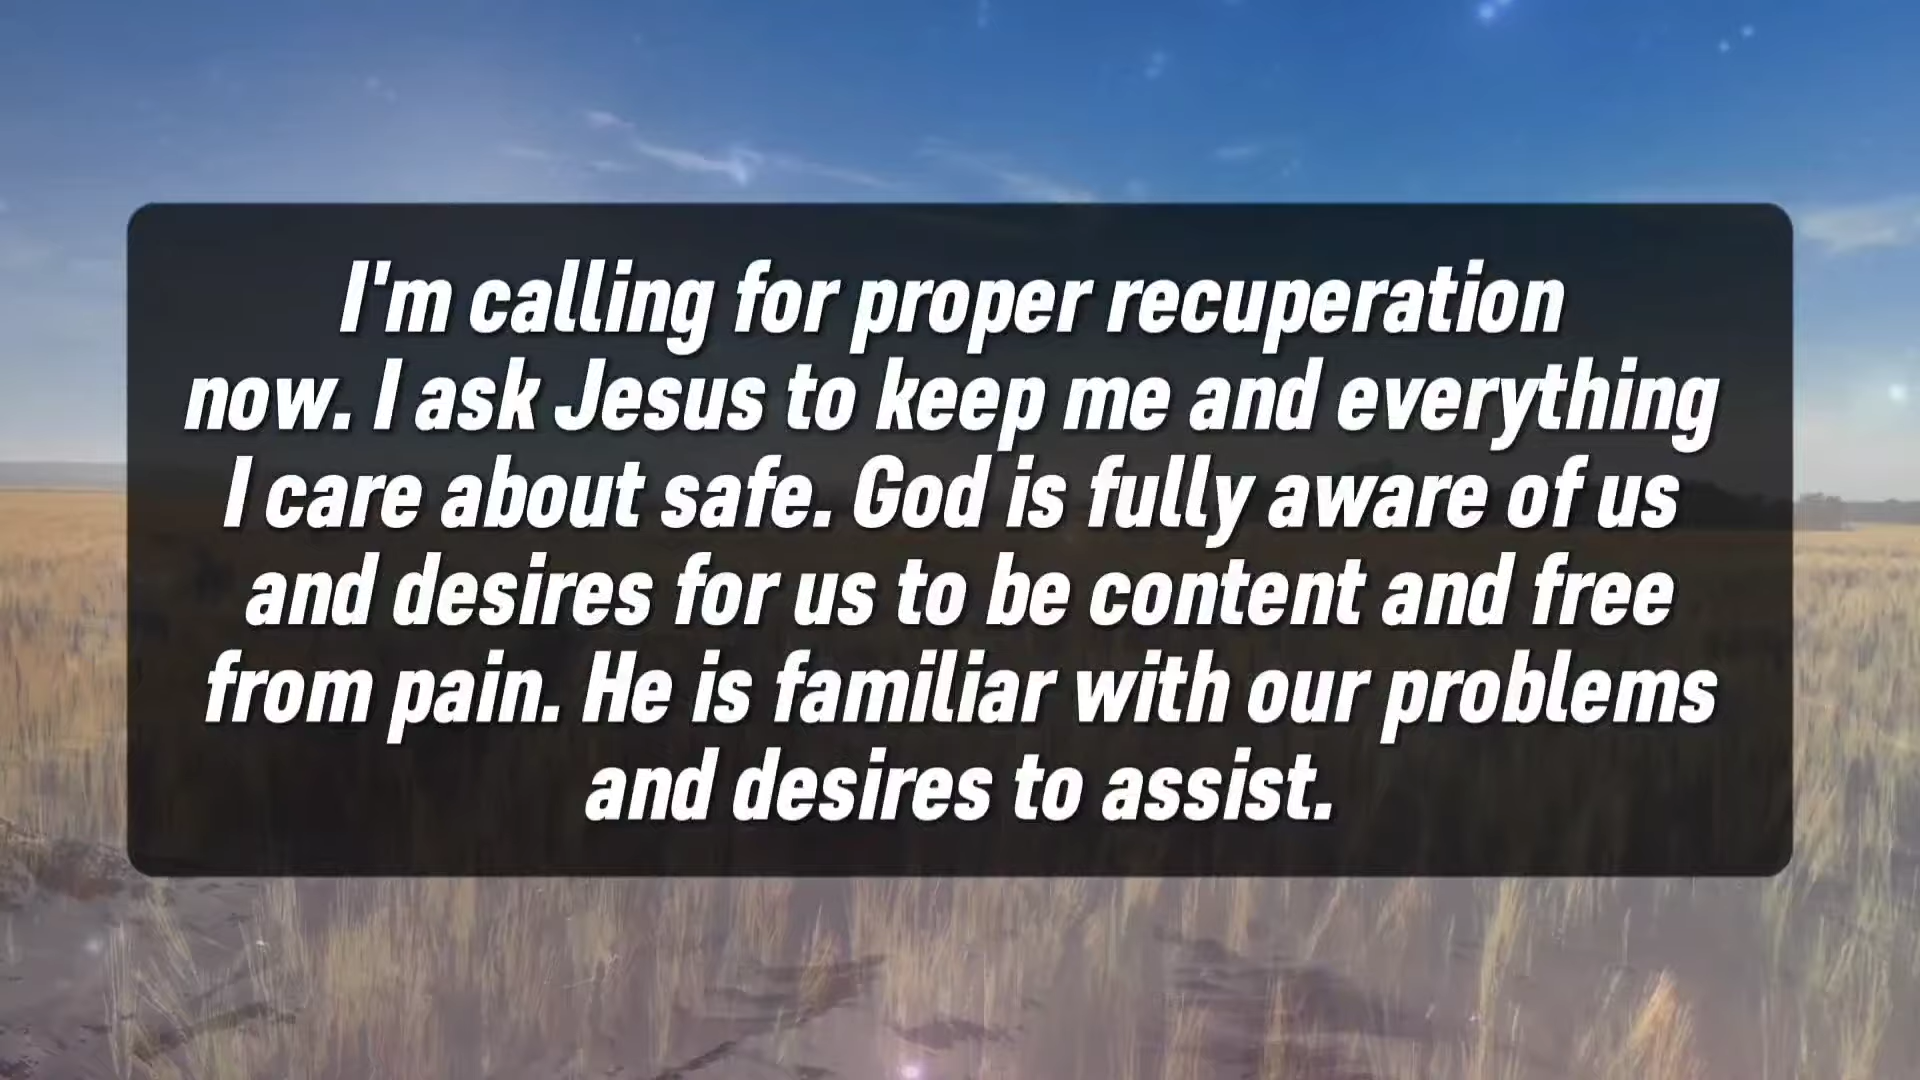 I'm calling for proper recuperation
now. I ask Jesus to keep me and everything
I care about safe. God is fully aware of us
and desires for us to be content and free
from pain. He is familiar with our problems
and desires to assist.